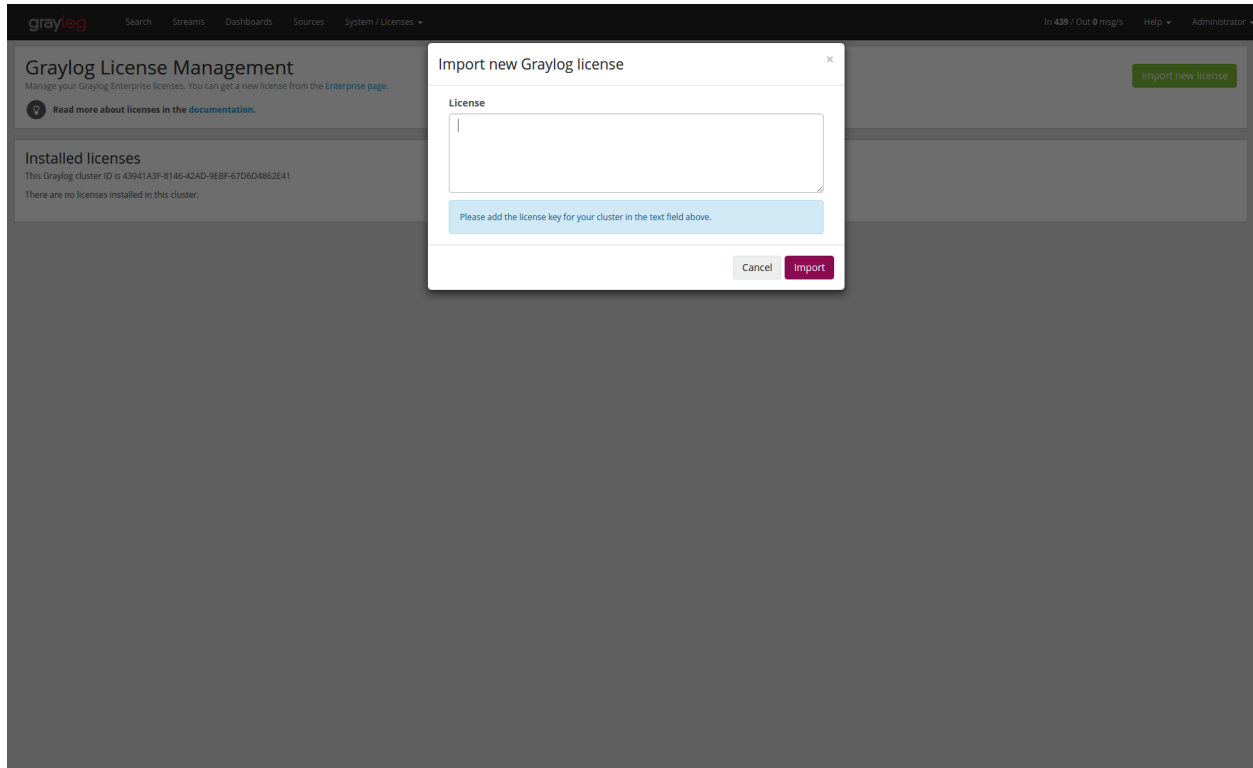 graylog Search Streams Dashboards Sources System / Licenses In 439 / Out 0 msg/s Help Administrator
Import new Graylog license ×
Graylog License Management
Manage your Graylog Enterprise licenses. You can get a new license from the Enterprise page.
Read more about licenses in the documentation.
Import new license
License
Please add the license key for your cluster in the text field above.
Cancel Import
Installed licenses
This Graylog cluster ID is 43941A3F-8146-42AD-9EBF-67D6D4862E41
There are no licenses installed in this cluster.